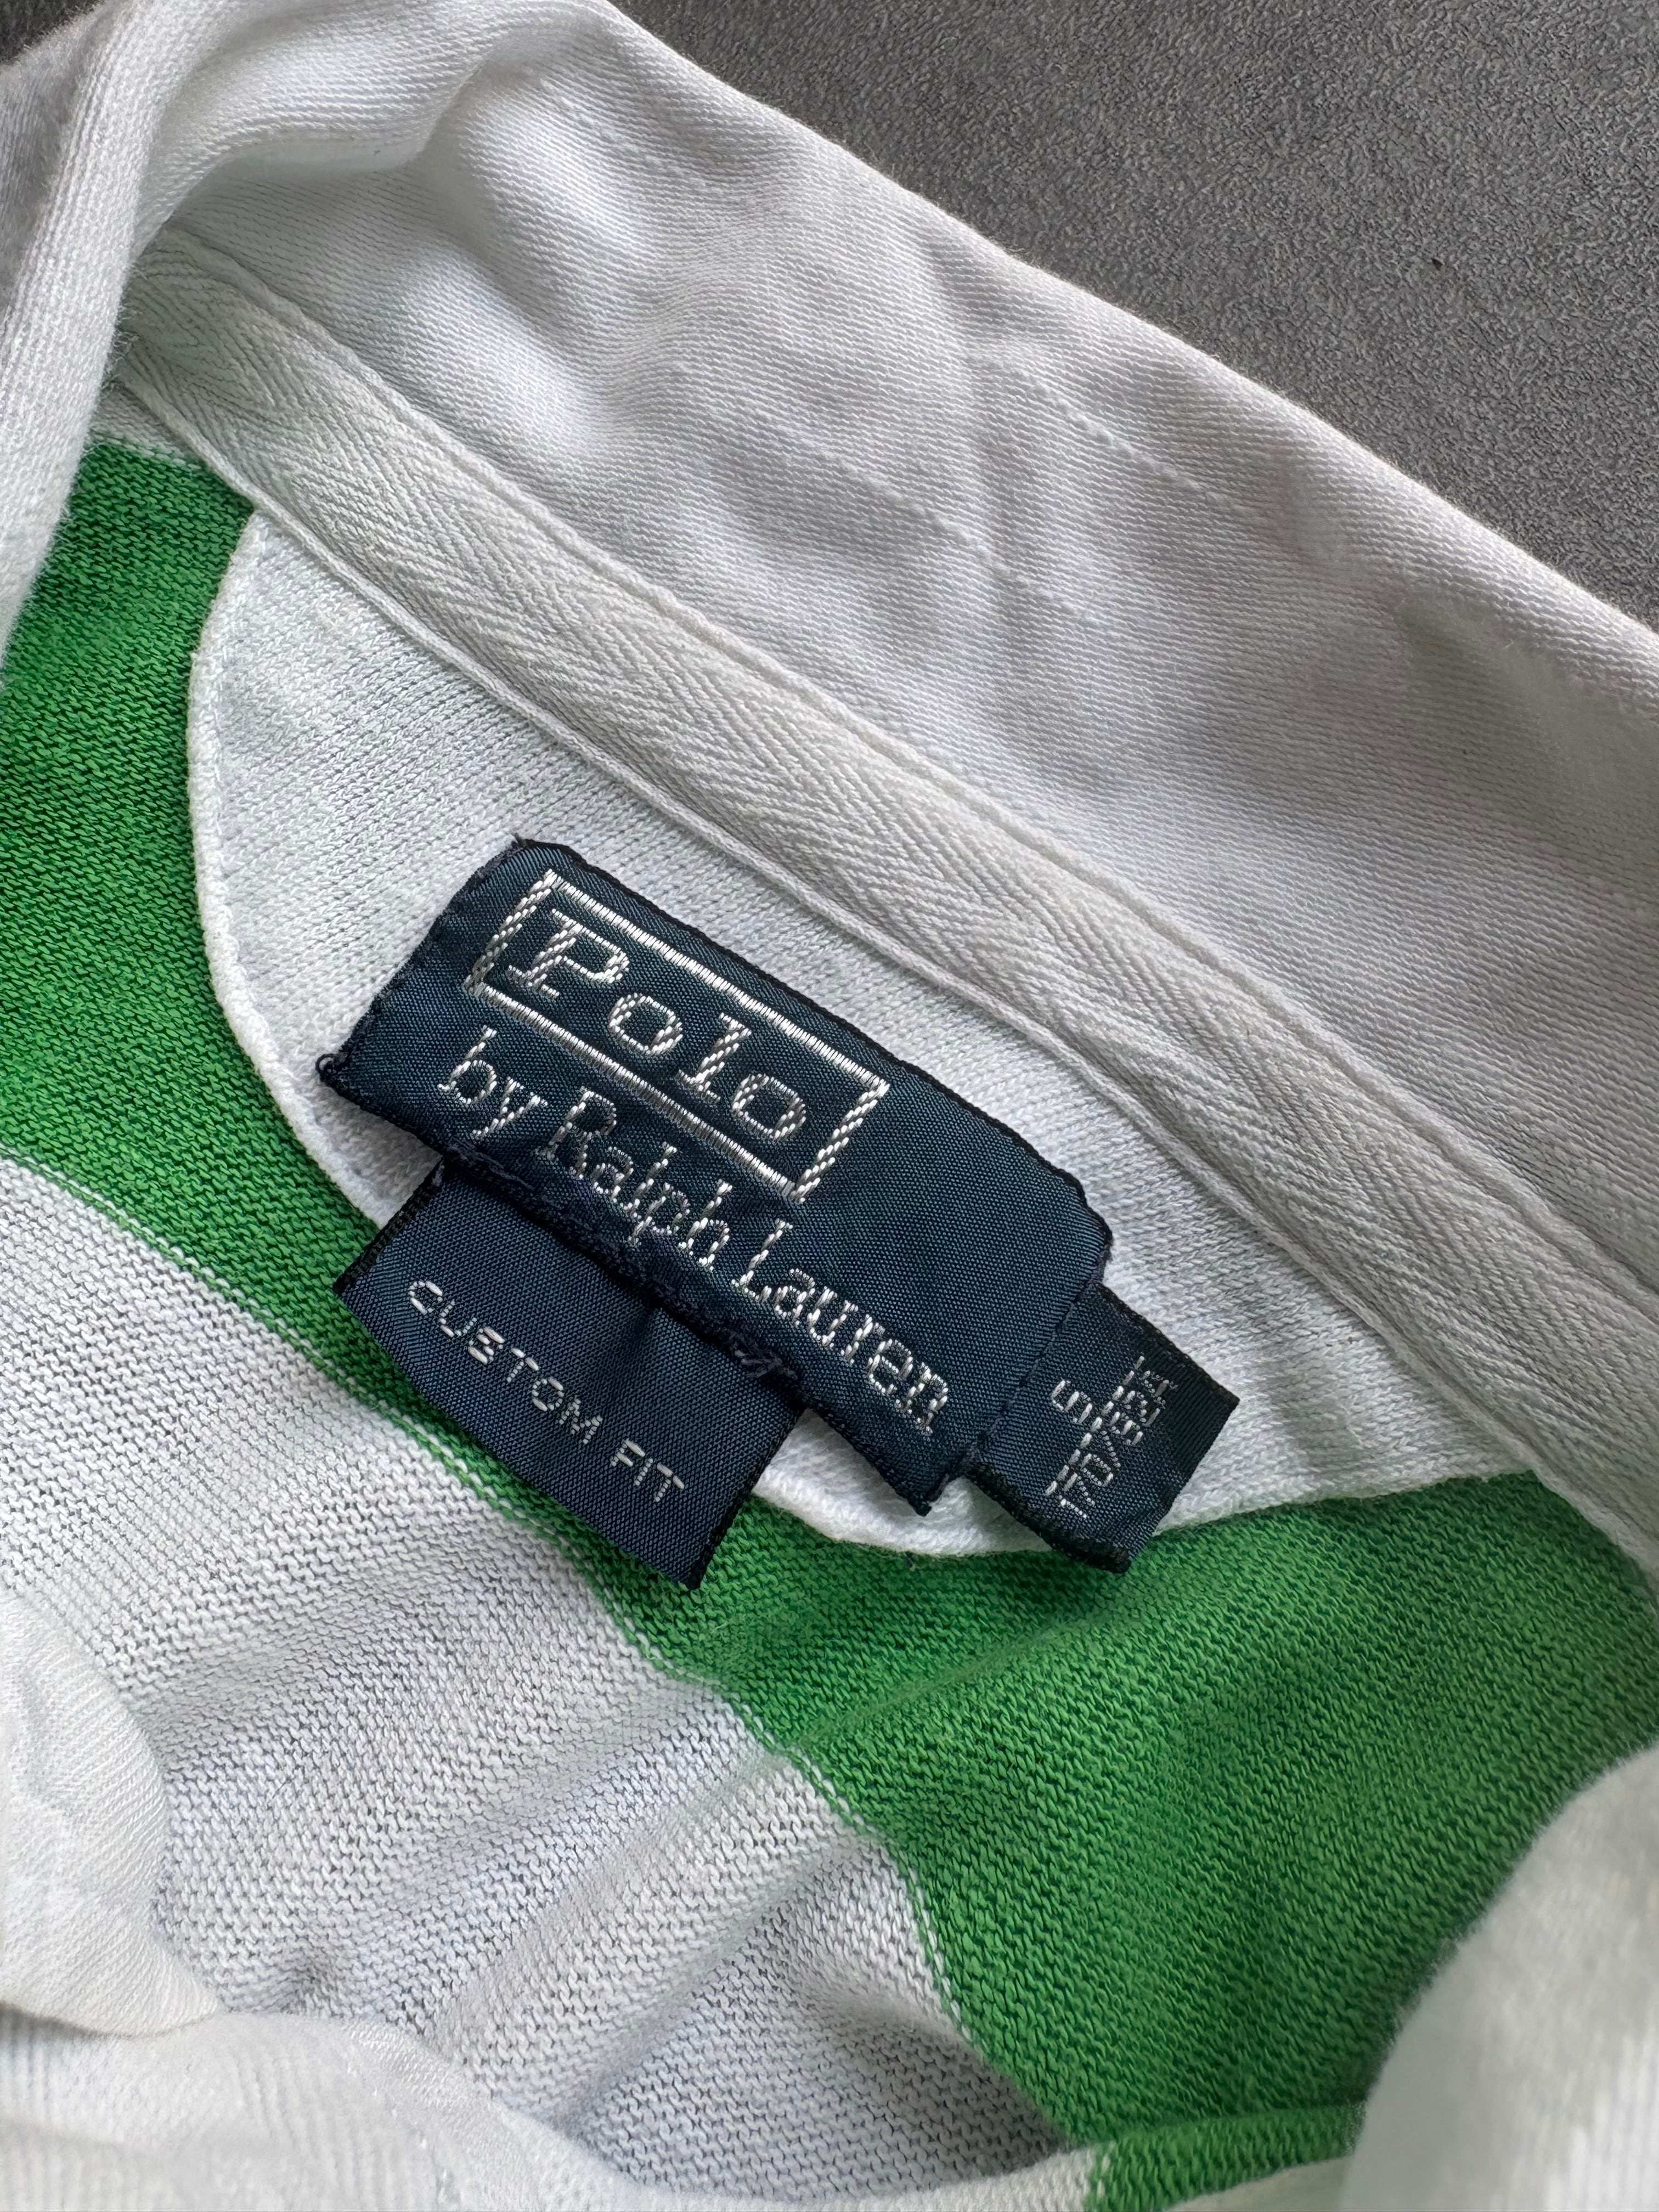 Polo
by Ralph Lauren
CUSTOM FIT
S
170/92A